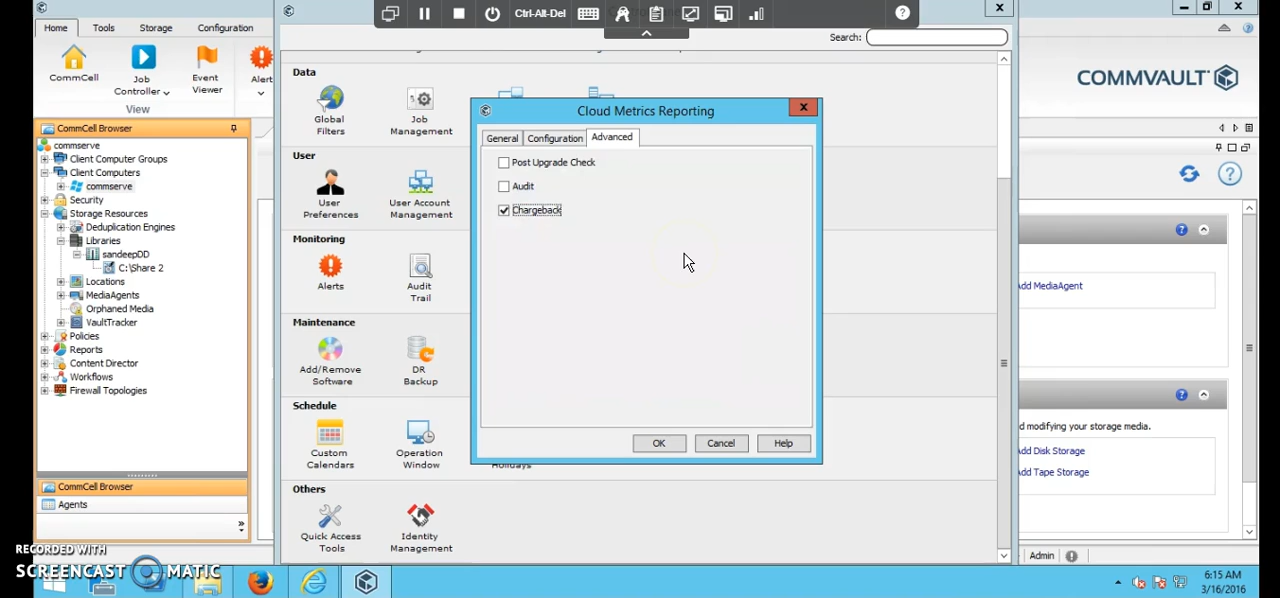 Ctrl-Alt-Del
Home
Tools
Storage
Configuration
CommCell
Job
Controller
Event
Viewer
Alert
View
Search:
COMMVAULT
CommCell Browser
commserve
Client Computer Groups
Client Computers
commserve
Security
Storage Resources
Deduplication Engines
Libraries
sandeepDD
C:\Share 2
Locations
MediaAgents
Orphaned Media
VaultTracker
Policies
Reports
Content Director
Workflows
Firewall Topologies
CommCell Browser
Agents
Data
Global
Filters
Job
Management
User
User
Preferences
User Account
Management
Monitoring
Alerts
Audit
Trail
Maintenance
Add/Remove
Software
DR
Backup
Schedule
Custom
Calendars
Operation
Window
Holidays
Others
Quick Access
Tools
Identity
Management
Cloud Metrics Reporting
General
Configuration
Advanced
Post Upgrade Check
Audit
Chargeback
OK
Cancel
Help
dd MediaAgent
d modifying your storage media.
dd Disk Storage
dd Tape Storage
Admin
RECORDED WITH
SCREENCAST MATIC
6:15 AM
3/16/2016